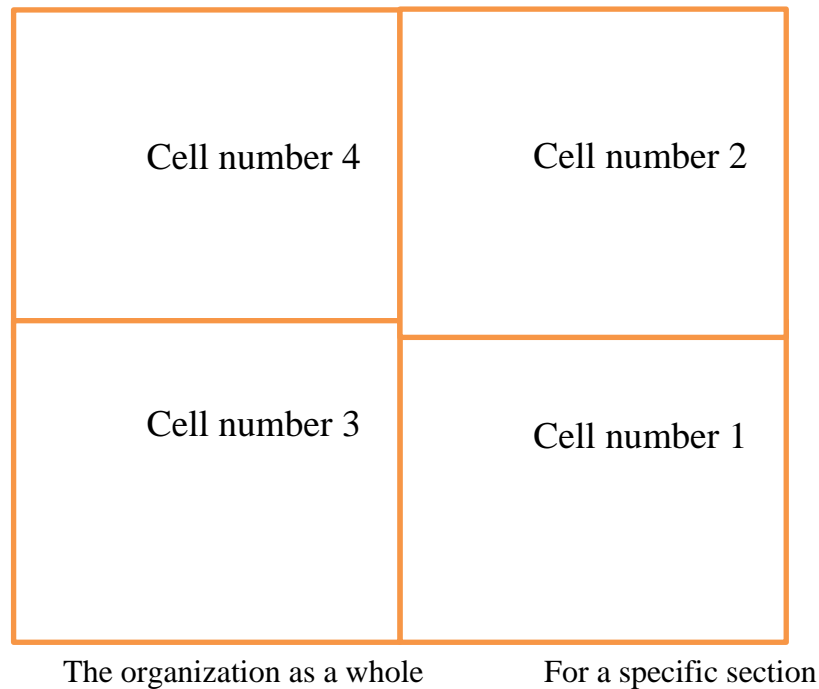 Cell number 4
Cell number 2
Cell number 3
Cell number 1
The organization as a whole
For a specific section